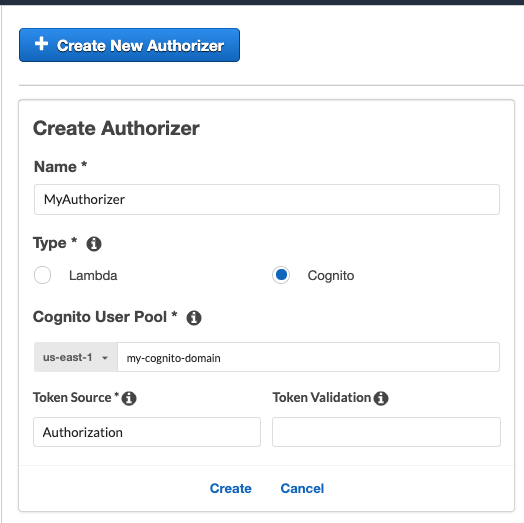 + Create New Authorizer
Create Authorizer
Name *
MyAuthorizer
Type * i
Lambda Cognito
Cognito User Pool * i
us-east-1 my-cognito-domain
Token Source * i Token Validation i
Authorization
Create Cancel